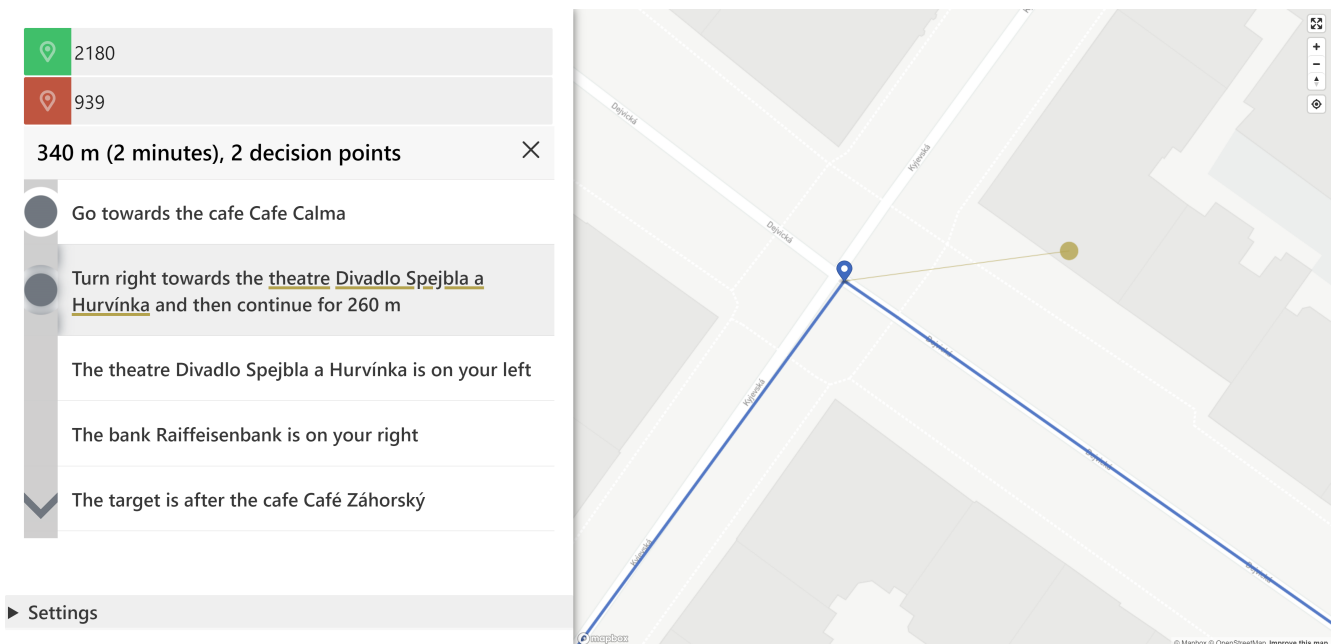 2180
939
340 m (2 minutes), 2 decision points
Go towards the cafe Cafe Calma
Turn right towards the theatre Divadlo Spejbla a
Hurvínka and then continue for 260 m
The theatre Divadlo Spejbla a Hurvínka is on your left
The bank Raiffeisenbank is on your right
The target is after the cafe Café Záhorský
Settings
Dejvická
Kyjevská
Dejvická
Dejvická
Kyjevská
Dejvická
Kyjevská
Dejvická
mapbox
© Mapbox © OpenStreetMap Improve this map